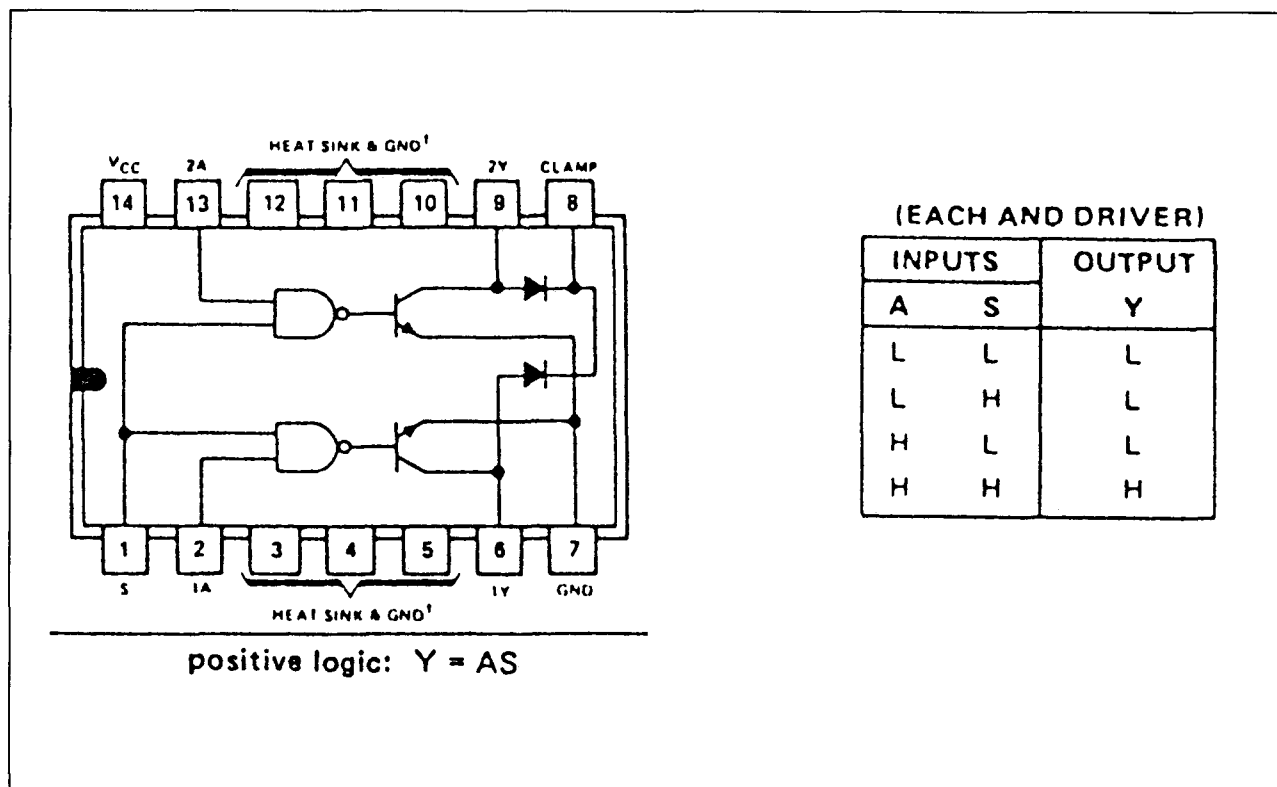 HEAT SINK & GND†
VCC 2A 2Y CLAMP
14 13 12 11 10 9 8
1 2 3 4 5 6 7
S 1A 1Y GND
HEAT SINK & GND†
positive logic: Y = AS
(EACH AND DRIVER)
INPUTS OUTPUT
A S Y
L L L
L H L
H L L
H H H